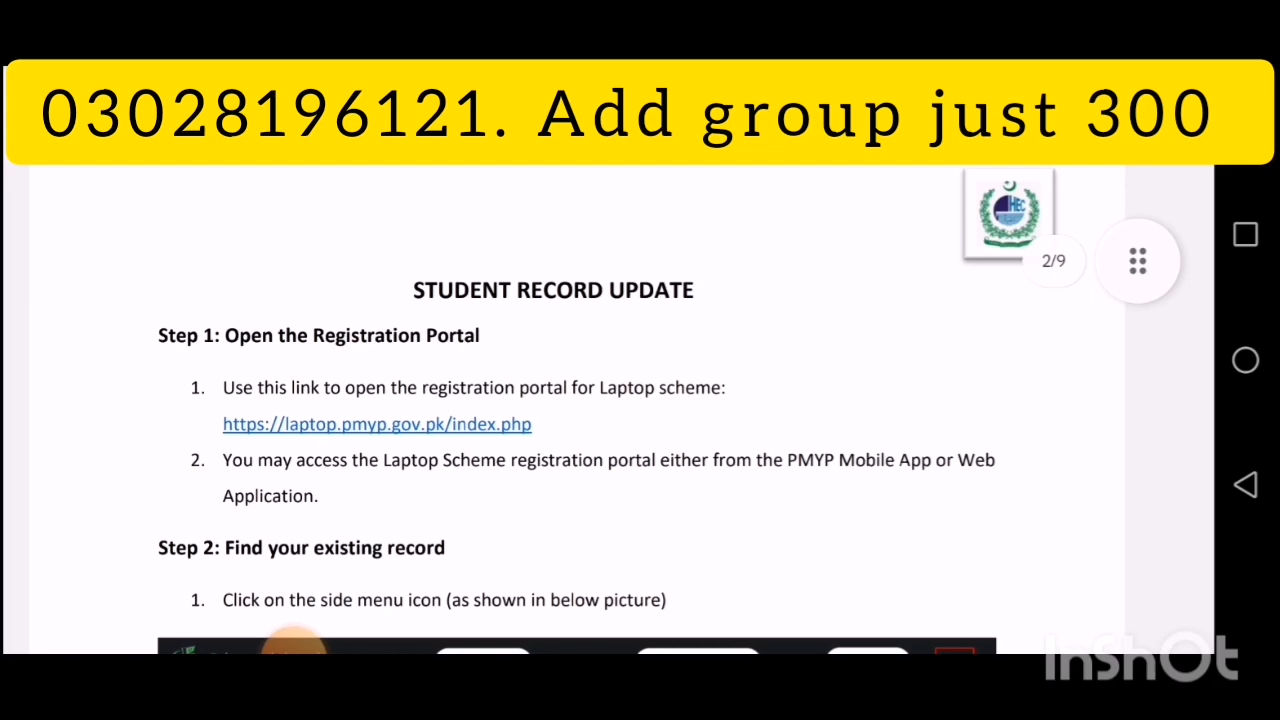 03028196121. Add group just 300
HEC
2/9
STUDENT RECORD UPDATE
Step 1: Open the Registration Portal
1. Use this link to open the registration portal for Laptop scheme:
https://laptop.pmyp.gov.pk/index.php
2. You may access the Laptop Scheme registration portal either from the PMYP Mobile App or Web
Application.
Step 2: Find your existing record
1. Click on the side menu icon (as shown in below picture)
InShOt